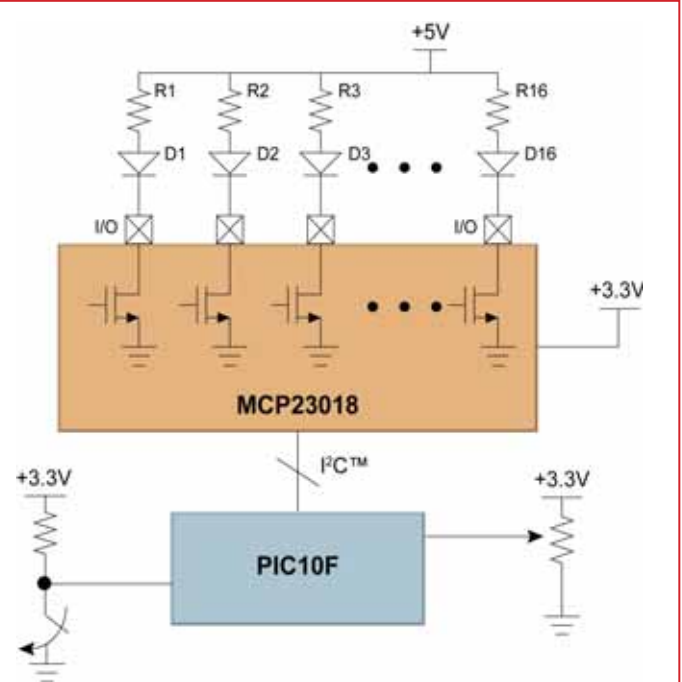 +5V
R1
R2
R3
R16
D1
D2
D3
D16
I/O
I/O
+3.3V
MCP23018
I²C™
+3.3V
+3.3V
PIC10F